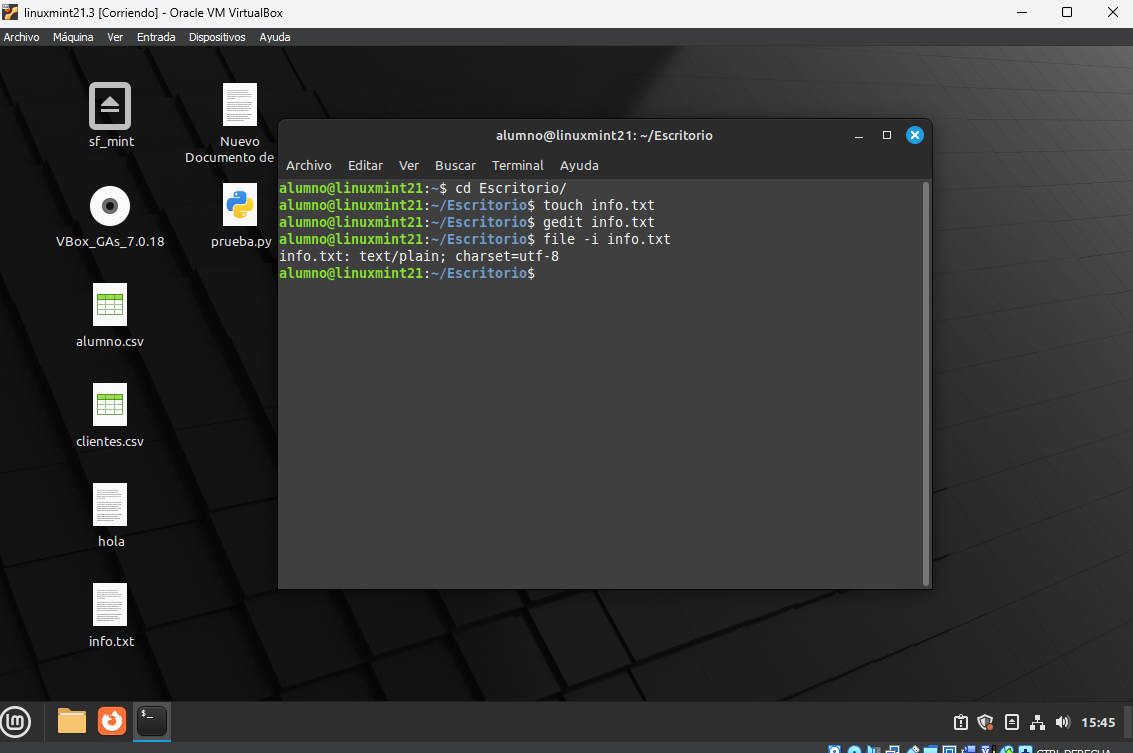 linuxmint21.3 [Corriendo] - Oracle VM VirtualBox
Archivo Máquina Ver Entrada Dispositivos Ayuda
sf_mint
Nuevo
Documento de
VBox_GAs_7.0.18
prueba.py
alumno.csv
clientes.csv
hola
info.txt
alumno@linuxmint21: ~/Escritorio
Archivo Editar Ver Buscar Terminal Ayuda
alumno@linuxmint21:~$ cd Escritorio/
alumno@linuxmint21:~/Escritorio$ touch info.txt
alumno@linuxmint21:~/Escritorio$ gedit info.txt
alumno@linuxmint21:~/Escritorio$ file -i info.txt
info.txt: text/plain; charset=utf-8
alumno@linuxmint21:~/Escritorio$
15:45
CTRL DERECHA